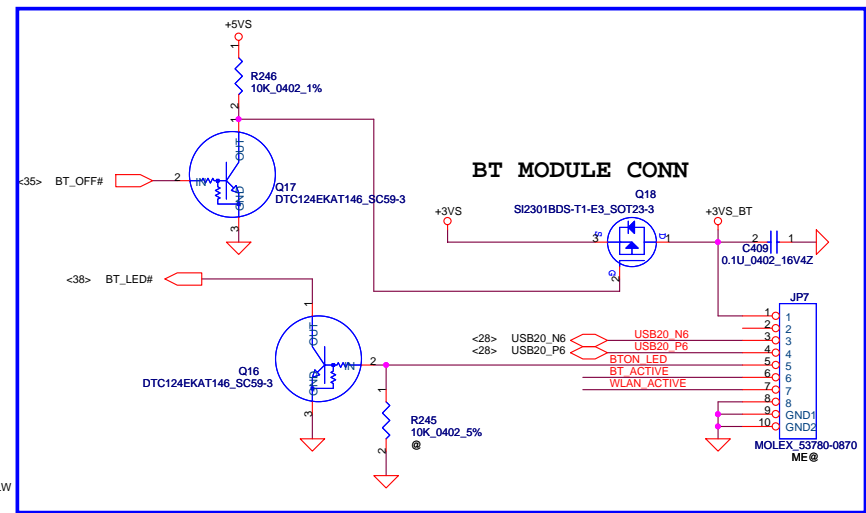 +5VS
1
R246
10K_0402_1%
2
1
OUT
<35> BT_OFF#
2
IN
GND
Q17
DTC124EKAT146_SC59-3
3
BT MODULE CONN
Q18
SI2301BDS-T1-E3_SOT23-3
+3VS
3
S
D
1
G
2
+3VS_BT
2
1
C409
0.1U_0402_16V4Z
<38> BT_LED#
1
OUT
Q16
DTC124EKAT146_SC59-3
IN
2
GND
3
1
R245
10K_0402_5%
@
2
JP7
1 1
2 2
<28> USB20_N6 USB20_N6 3 3
<28> USB20_P6 USB20_P6 4 4
BTON_LED 5 5
BT_ACTIVE 6 6
WLAN_ACTIVE 7 7
8 8
9 GND1
10 GND2
MOLEX_53780-0870
ME@
LW